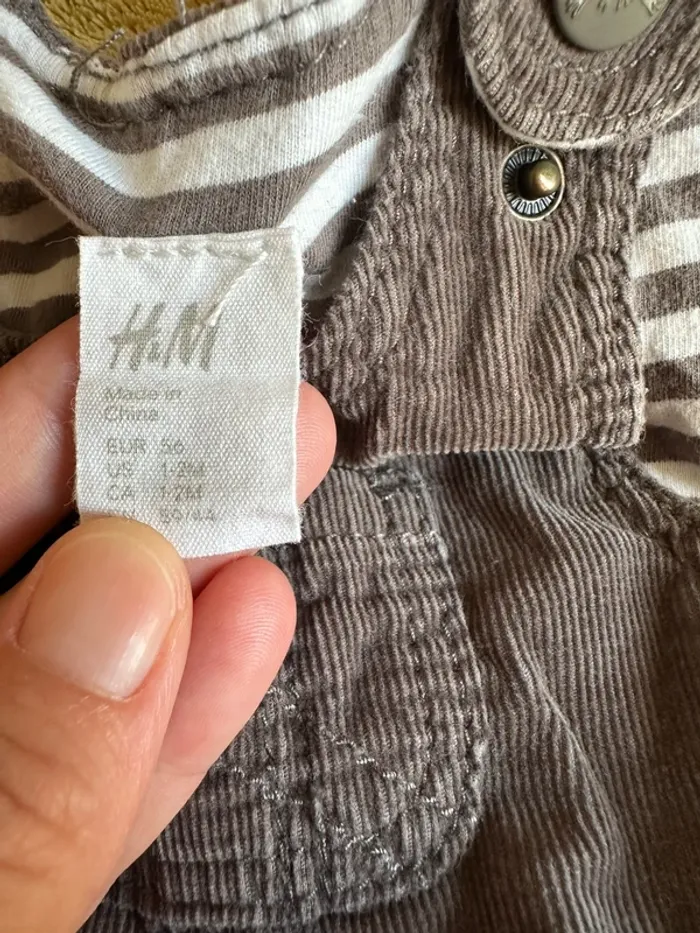 H&M
Made in
China
EUR 56
US 1-2M
CA 1-2M